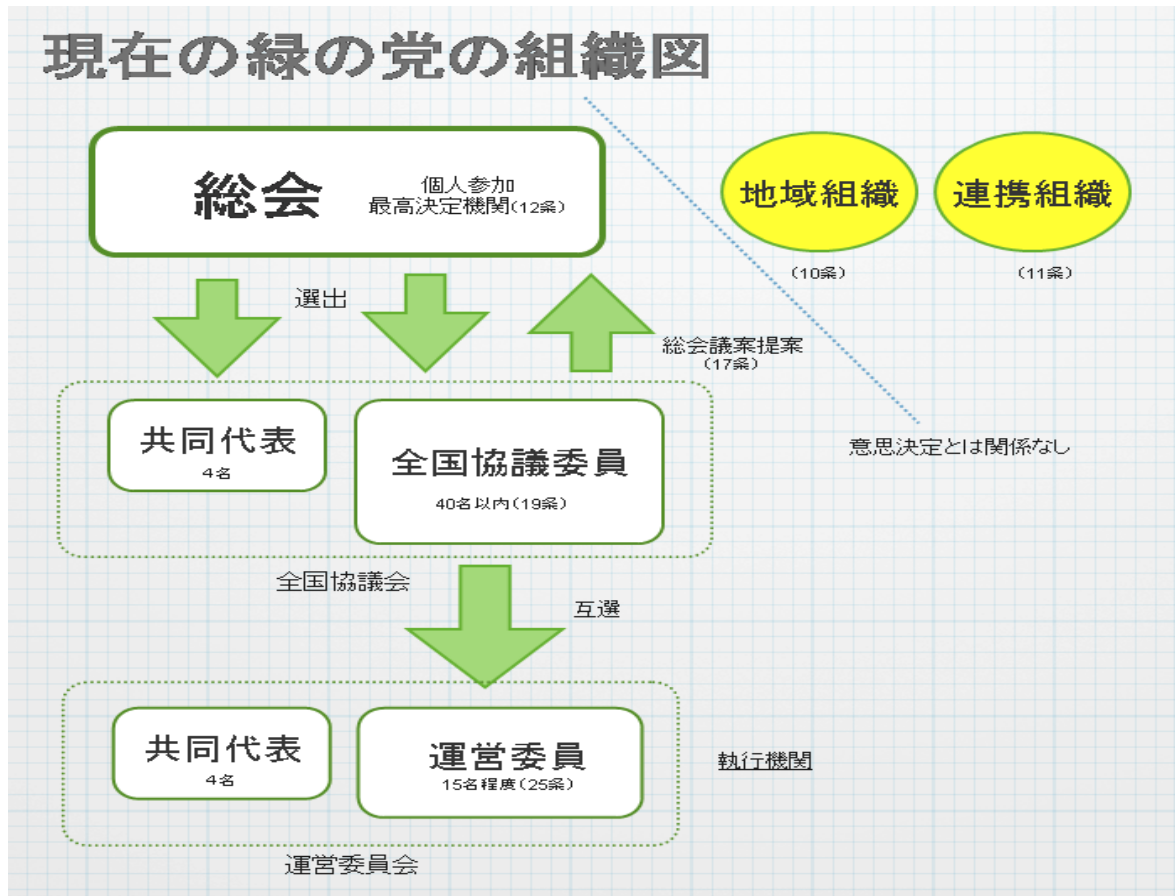 現在の緑の党の組織図
総会
個人参加
最高決定機関(12条)
地域組織
(10条)
連携組織
(11条)
選出
総会議案提案
(17条)
意思決定とは関係なし
共同代表
4名
全国協議委員
40名以内(19条)
全国協議会
互選
共同代表
4名
運営委員
15名程度(25条)
執行機関
運営委員会